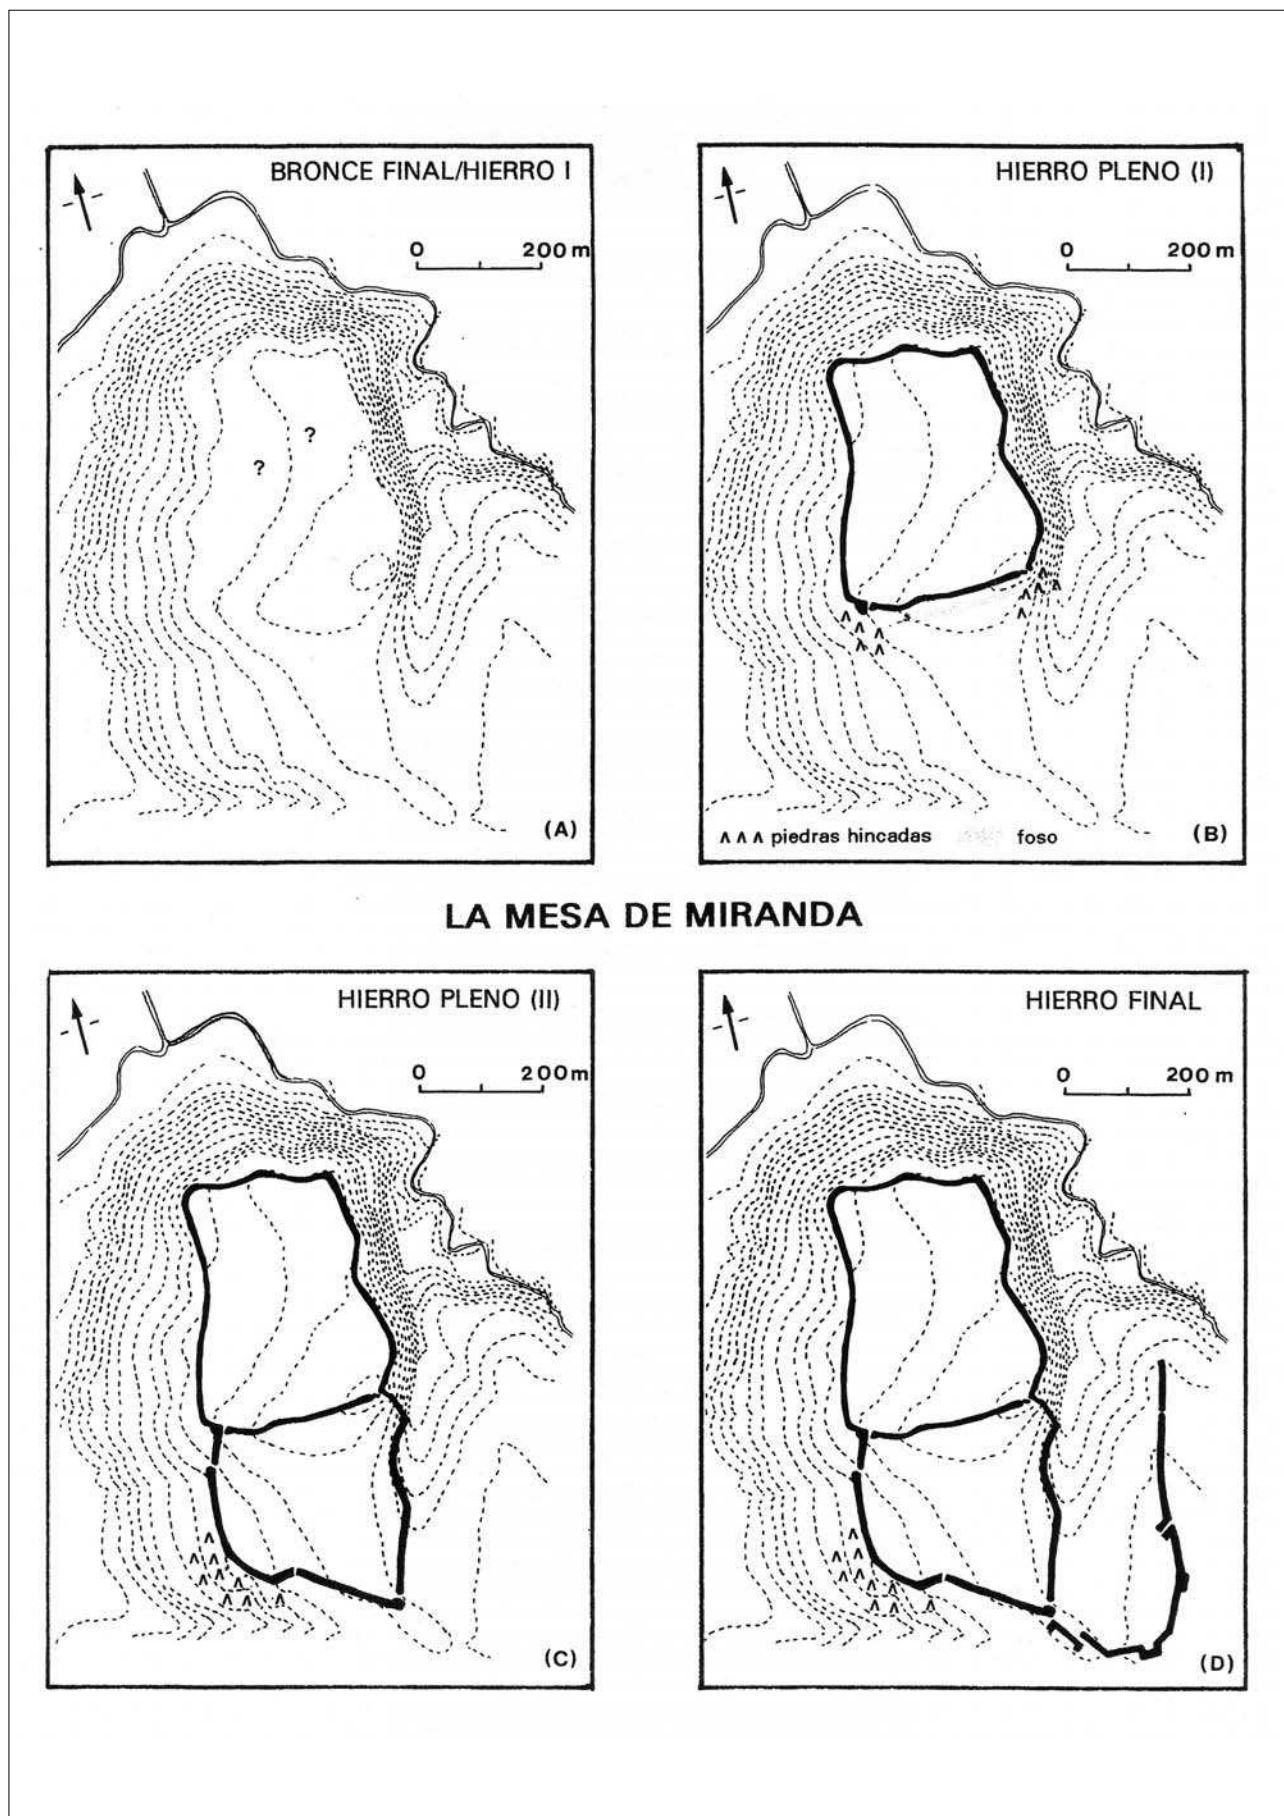 BRONCE FINAL/HIERRO I
0 200 m
?
?
(A)
HIERRO PLENO (I)
0 200 m
s
∧ ∧ ∧ piedras hincadas foso
(B)
LA MESA DE MIRANDA
HIERRO PLENO (II)
0 200 m
(C)
HIERRO FINAL
0 200 m
(D)